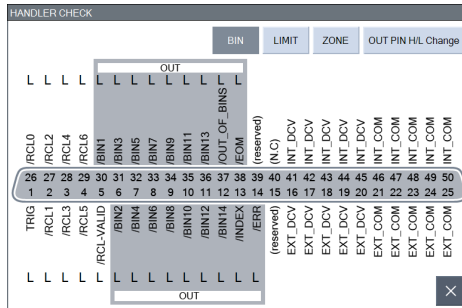 HANDLER CHECK
BIN LIMIT ZONE OUT PIN H/L Change
OUT
L L L L L L L L L L L L L
/RCL0
/RCL2
/RCL4
/RCL6
/BIN1
/BIN3
/BIN5
/BIN7
/BIN9
/BIN11
/BIN13
/OUT_OF_BINS
/EOM
(reserved)
(N.C)
INT_DCV
INT_DCV
INT_DCV
INT_DCV
INT_DCV
INT_COM
INT_COM
INT_COM
INT_COM
INT_COM
26 27 28 29 30 31 32 33 34 35 36 37 38 39 40 41 42 43 44 45 46 47 48 49 50
1 2 3 4 5 6 7 8 9 10 11 12 13 14 15 16 17 18 19 20 21 22 23 24 25
TRIG
/RCL1
/RCL3
/RCL5
/RCL-VALID
/BIN2
/BIN4
/BIN6
/BIN8
/BIN10
/BIN12
/BIN14
/INDEX
/ERR
(reserved)
EXT_DCV
EXT_DCV
EXT_DCV
EXT_DCV
EXT_DCV
EXT_COM
EXT_COM
EXT_COM
EXT_COM
EXT_COM
L L L L L L L L L L L L L L
OUT